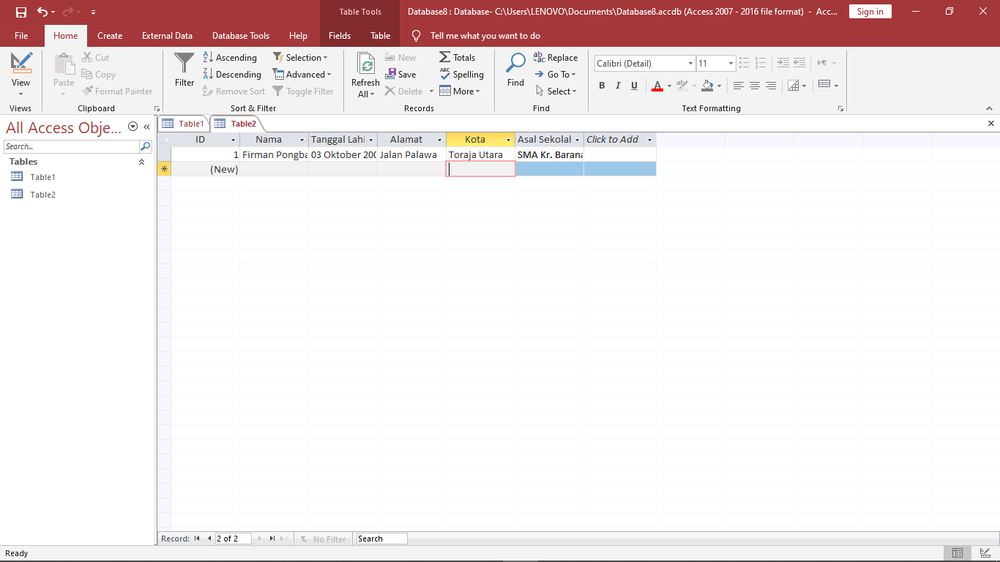 Table Tools
Database8 : Database- C:\Users\LENOVO\Documents\Database8.accdb (Access 2007 - 2016 file format) - Acc...
Sign in
File Home Create External Data Database Tools Help Fields Table Tell me what you want to do
View
Views
Paste
Cut
Copy
Format Painter
Clipboard
Filter
Ascending
Descending
Remove Sort
Selection
Advanced
Toggle Filter
Sort & Filter
Refresh
All
New
Save
Delete
Totals
Spelling
More
Records
Find
Replace
Go To
Select
Find
Calibri (Detail) 11
B I U A
Text Formatting
All Access Obje...
Search...
Tables
Table1
Table2
Table1 Table2
ID Nama Tanggal Lahi Alamat Kota Asal Sekolah Click to Add
1 Firman Pongba 03 Oktober 200 Jalan Palawa Toraja Utara SMA Kr. Barana
(New)
Record: 2 of 2 No Filter Search
Ready